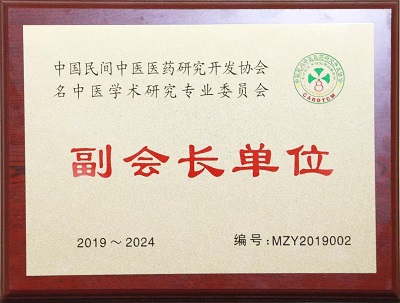 中国民间中医医药研究开发协会
名中医学术研究专业委员会
CARDTCM
副会长单位
2019～2024
编号:MZY2019002